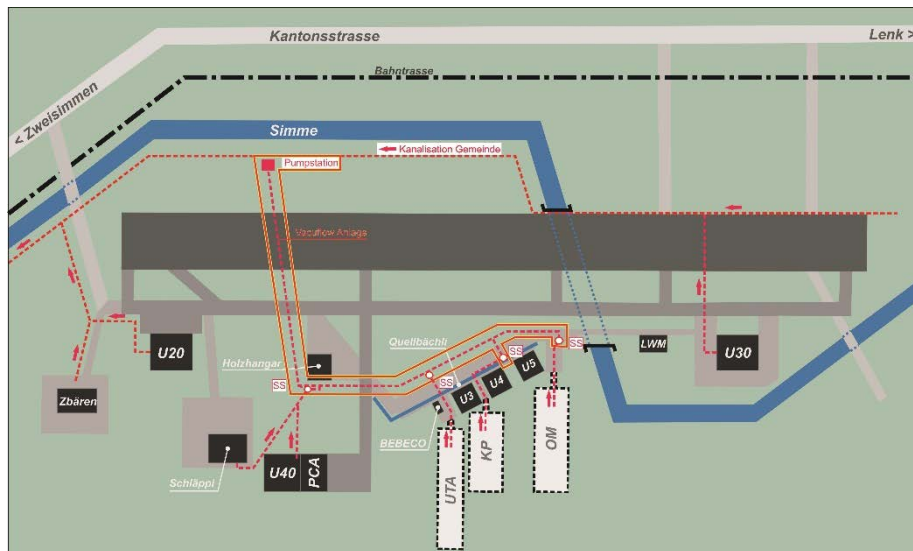 Kantonsstrasse
Lenk >
Bahntrasse
< Zweisimmen
Simme
Kanalisation Gemeinde
Pumpstation
Vacuflow Anlage
Quellbächli
U20
Holzhangar
SS
LWM
U30
SS
SS
U5
U4
SS
U3
Zbären
BEBECO
U40
PCA
Schläppi
UTA
KP
OM